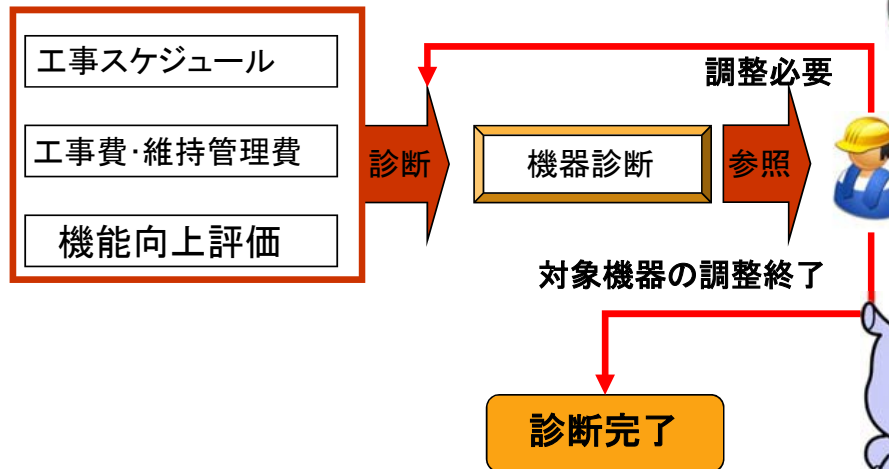 工事スケジュール
調整必要
工事費･維持管理費
診断
機器診断
参照
機能向上評価
対象機器の調整終了
診断完了